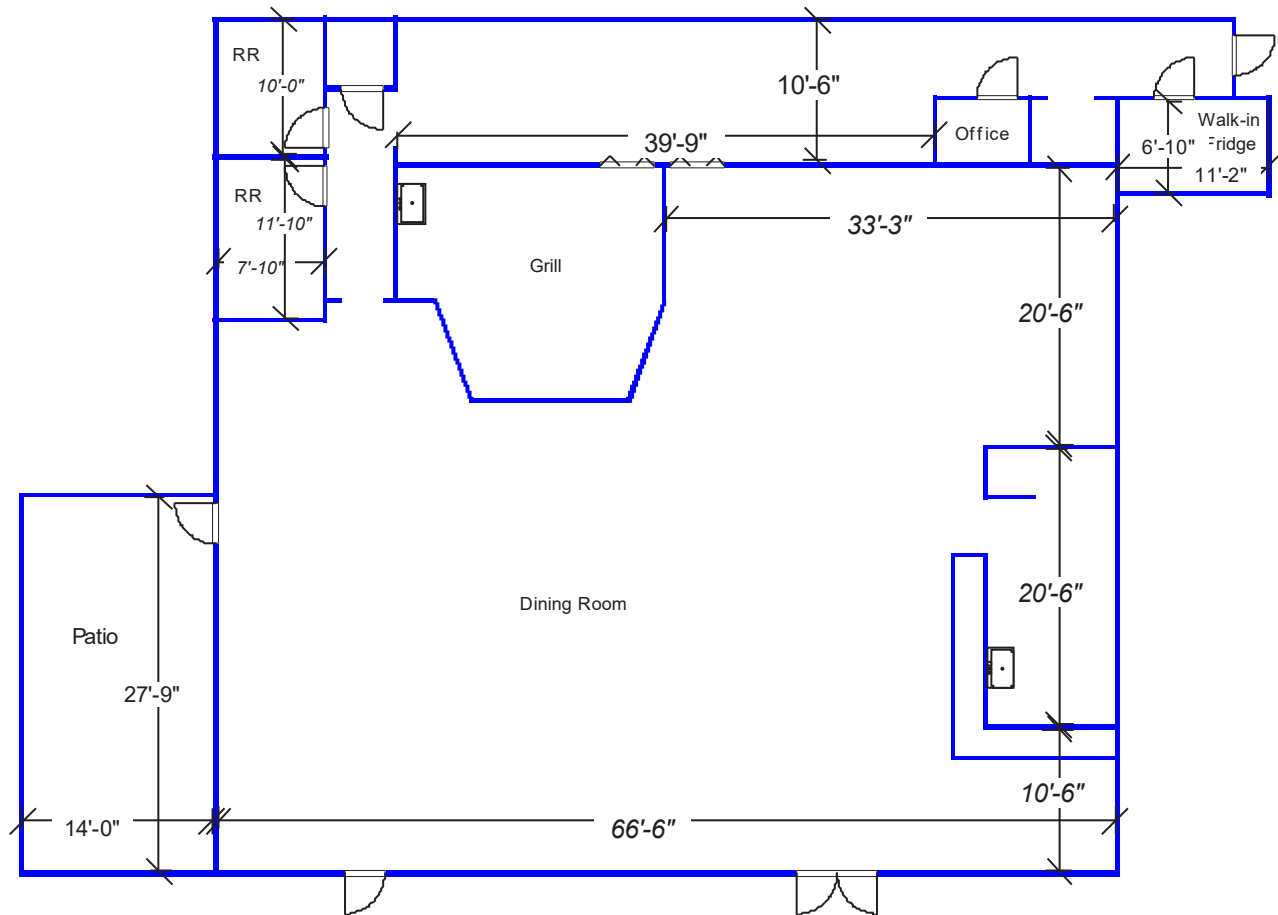 RR
10'-0"
10'-6"
39'-9"
Office
Walk-in
Fridge
6'-10"
11'-2"
RR
11'-10"
7'-10"
33'-3"
Grill
20'-6"
20'-6"
Dining Room
Patio
27'-9"
10'-6"
14'-0"
66'-6"